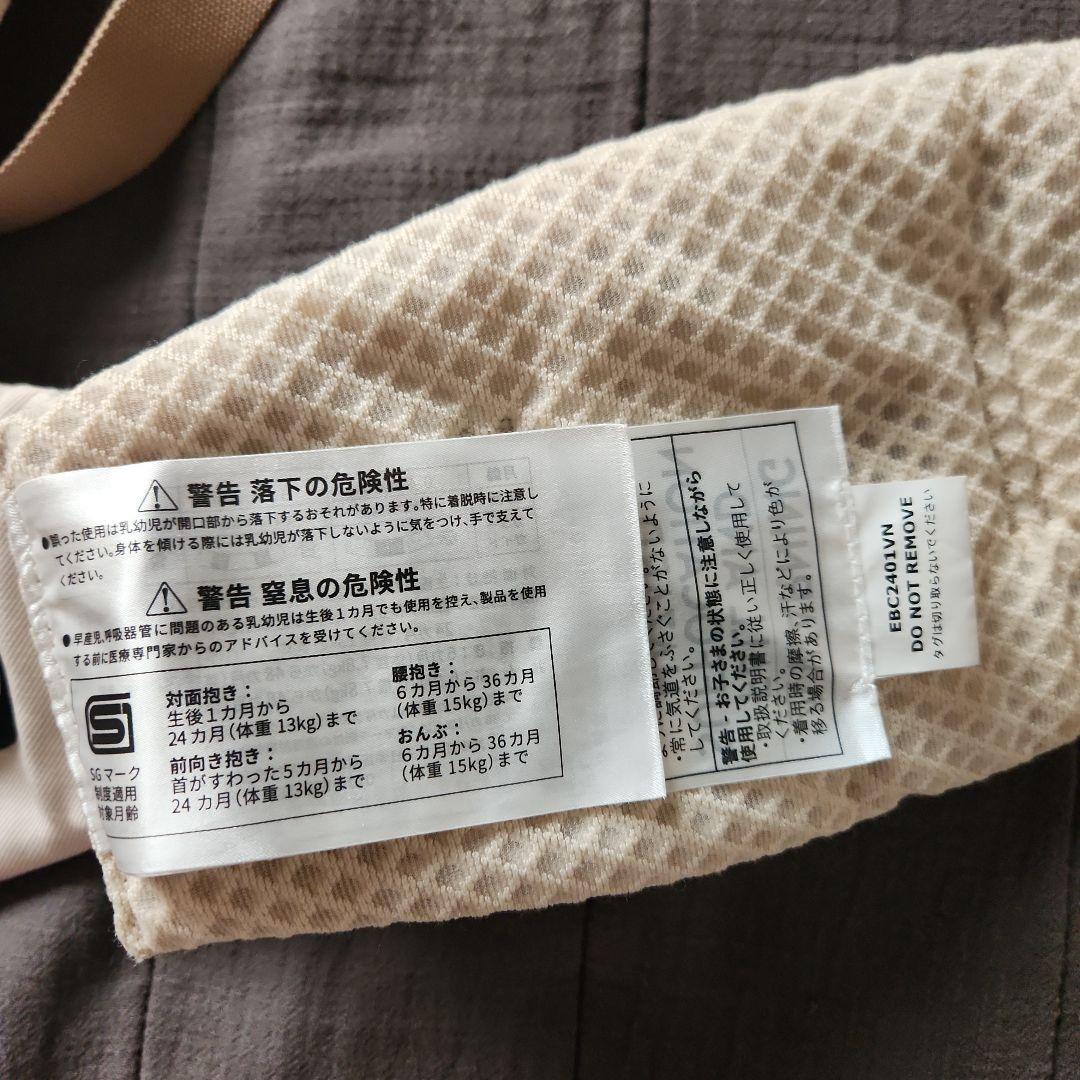 警告 落下の危険性
●誤った使用は乳幼児が開口部から落下するおそれがあります。特に着脱時に注意し
てください。身体を傾ける際には乳幼児が落下しないように気をつけ、手で支えて
ください。
警告 窒息の危険性
●早産児、呼吸器管に問題のある乳幼児は生後1カ月でも使用を控え、製品を使用
する前に医療専門家からのアドバイスを受けてください。
SGマーク
制度適用
対象月齢
対面抱き：
生後1カ月から
24カ月(体重13kg)まで
前向き抱き：
首がすわった5カ月から
24カ月(体重13kg)まで
腰抱き：
6カ月から36カ月
(体重15kg)まで
おんぶ：
6カ月から36カ月
(体重15kg)まで
・常に気道をふさぐことがないように
してください。
警告 - お子さまの状態に注意しながら
使用してください。
・取扱説明書に従い正しく使用して
ください。
・着用時の摩擦、汗などにより色が
移る場合があります。
EBC2401VN
DO NOT REMOVE
タグは切り取らないでください